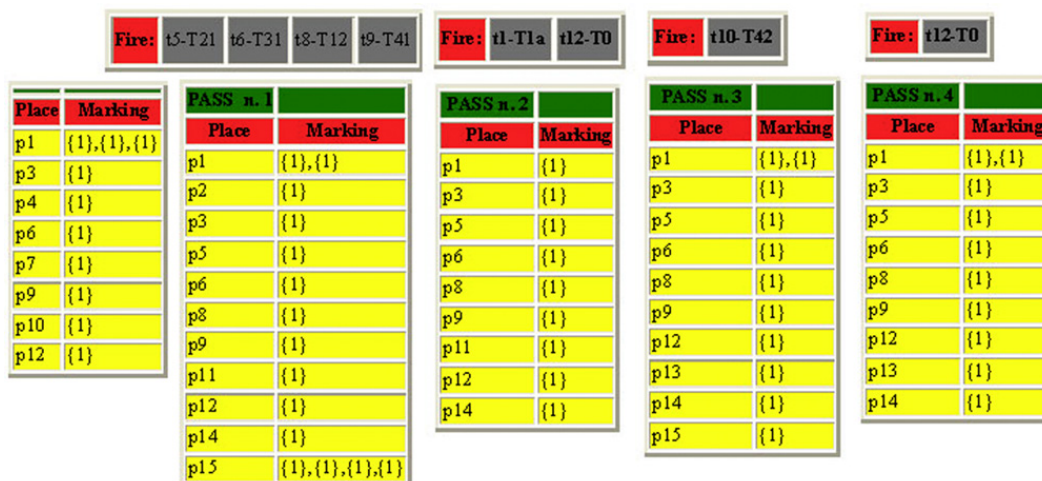 Fire: t5-T21 t6-T31 t8-T12 t9-T41
Fire: t1-T1a t12-T0
Fire: t10-T42
Fire: t12-T0
Place Marking
p1 {1},{1},{1}
p3 {1}
p4 {1}
p6 {1}
p7 {1}
p9 {1}
p10 {1}
p12 {1}
PASS n. 1
Place Marking
p1 {1},{1}
p2 {1}
p3 {1}
p5 {1}
p6 {1}
p8 {1}
p9 {1}
p11 {1}
p12 {1}
p14 {1}
p15 {1},{1},{1},{1}
PASS n. 2
Place Marking
p1 {1}
p3 {1}
p5 {1}
p6 {1}
p8 {1}
p9 {1}
p11 {1}
p12 {1}
p14 {1}
PASS n. 3
Place Marking
p1 {1},{1}
p3 {1}
p5 {1}
p6 {1}
p8 {1}
p9 {1}
p12 {1}
p13 {1}
p14 {1}
p15 {1}
PASS n. 4
Place Marking
p1 {1},{1}
p3 {1}
p5 {1}
p6 {1}
p8 {1}
p9 {1}
p12 {1}
p13 {1}
p14 {1}